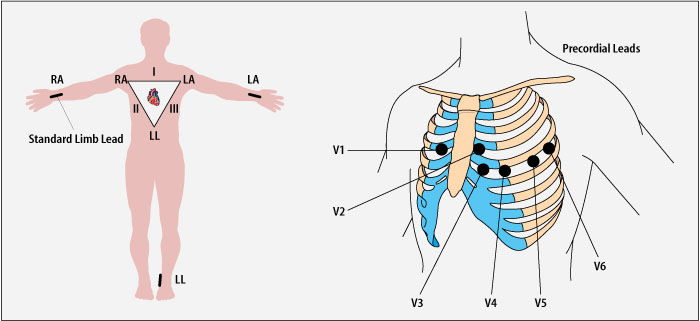 I
RA
RA
LA
LA
II
III
Standard Limb Lead
LL
LL
Precordial Leads
V1
V2
V6
V3
V4
V5